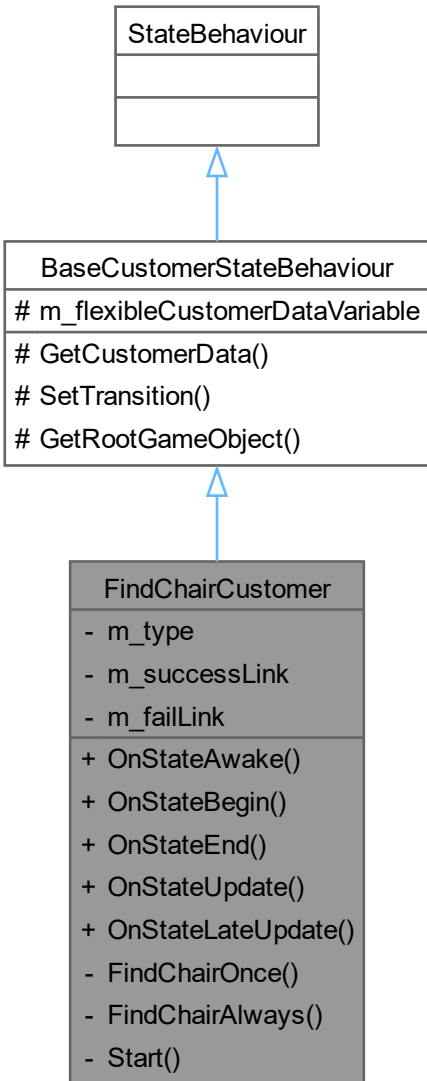 StateBehaviour
BaseCustomerStateBehaviour
# m_flexibleCustomerDataVariable
# GetCustomerData()
# SetTransition()
# GetRootGameObject()
FindChairCustomer
- m_type
- m_successLink
- m_failLink
+ OnStateAwake()
+ OnStateBegin()
+ OnStateEnd()
+ OnStateUpdate()
+ OnStateLateUpdate()
- FindChairOnce()
- FindChairAlways()
- Start()